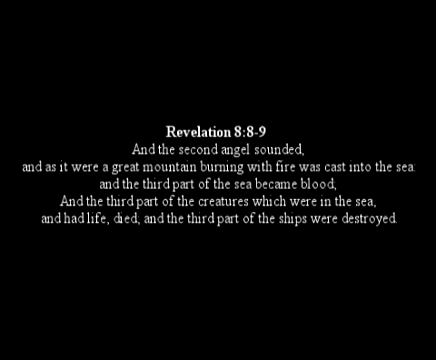 Revelation 8:8-9
And the second angel sounded,
and as it were a great mountain burning with fire was cast into the sea:
and the third part of the sea became blood,
And the third part of the creatures which were in the sea,
and had life, died; and the third part of the ships were destroyed.